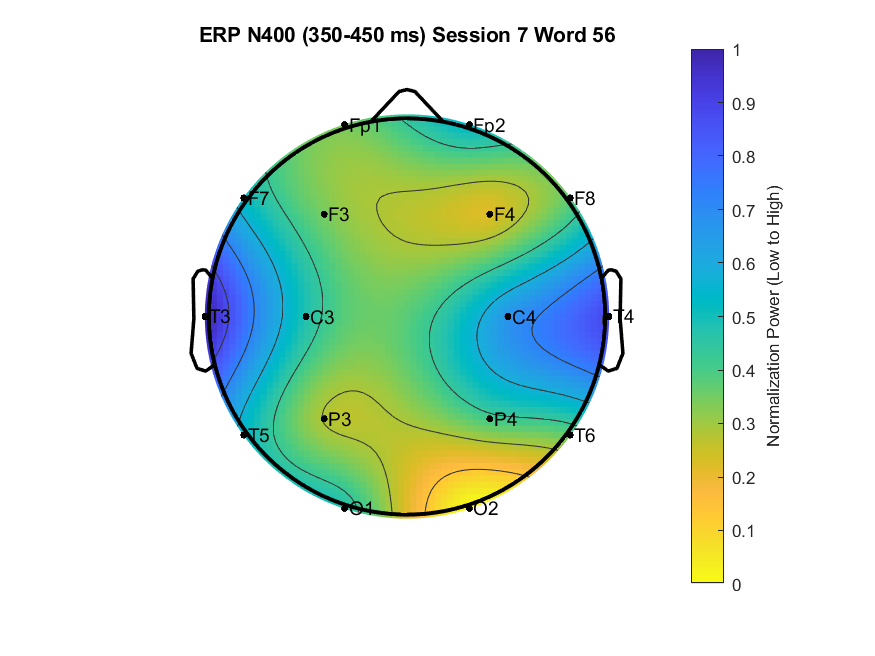 ERP N400 (350-450 ms) Session 7 Word 56
Fp1
Fp2
F7
F3
F4
F8
T3
C3
C4
T4
P3
P4
T5
T6
O1
O2
1
0.9
0.8
0.7
0.6
0.5
0.4
0.3
0.2
0.1
0
Normalization Power (Low to High)